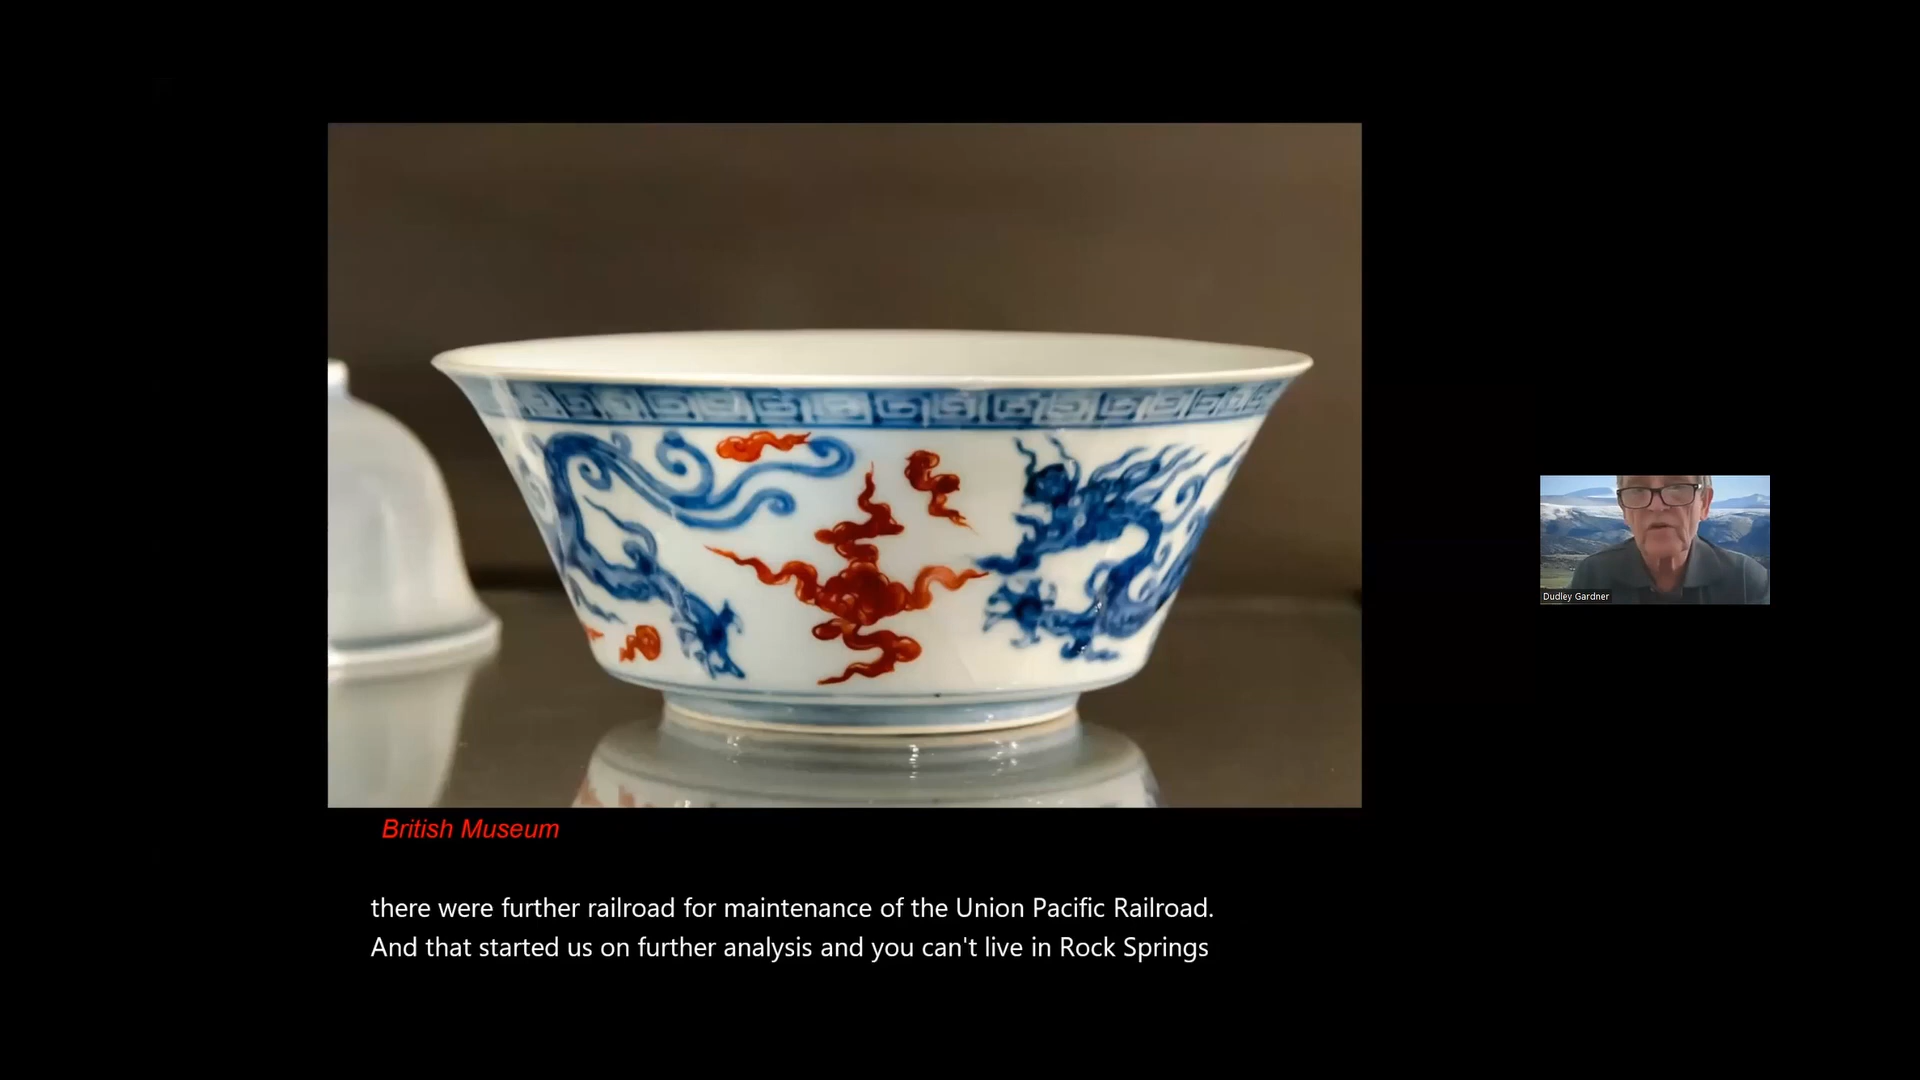 British Museum
there were further railroad for maintenance of the Union Pacific Railroad.
And that started us on further analysis and you can't live in Rock Springs
Dudley Gardner